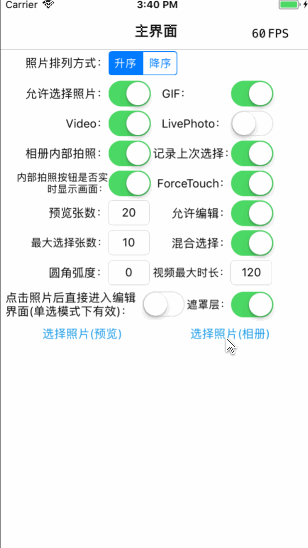 Carrier 3:40 PM
主界面 60 FPS
照片排列方式： 升序 降序
允许选择照片： GIF：
Video： LivePhoto：
相册内部拍照： 记录上次选择：
内部拍照按钮是否实
时显示画面： ForceTouch：
预览张数： 20 允许编辑：
最大选择张数： 10 混合选择：
圆角弧度： 0 视频最大时长： 120
点击照片后直接进入编辑
界面(单选模式下有效)： 遮罩层：
选择照片(预览) 选择照片(相册)